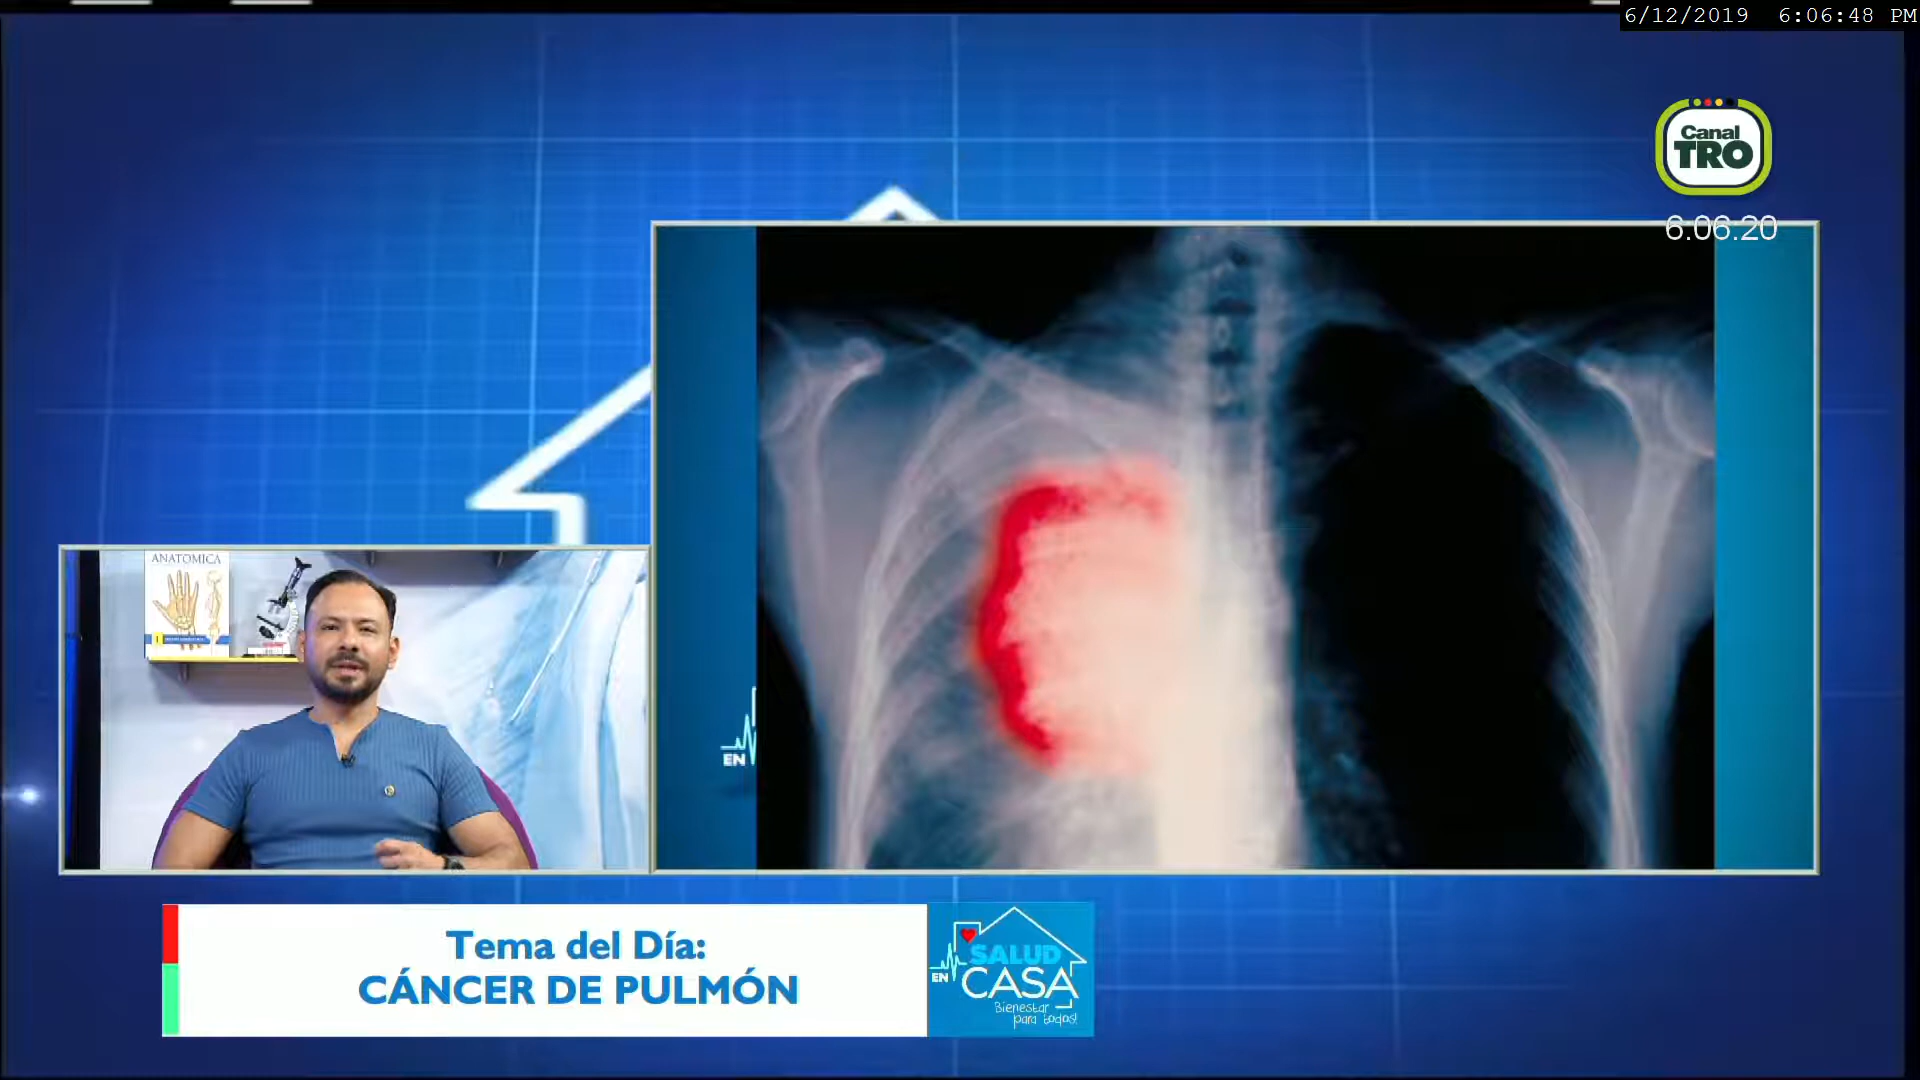 6/12/2019 6:06:48 PM
Canal
TRO
6:06:20
ANATOMICA
1
EN
Tema del Día:
CÁNCER DE PULMÓN
EN SALUD
CASA
Bienestar
para todos!